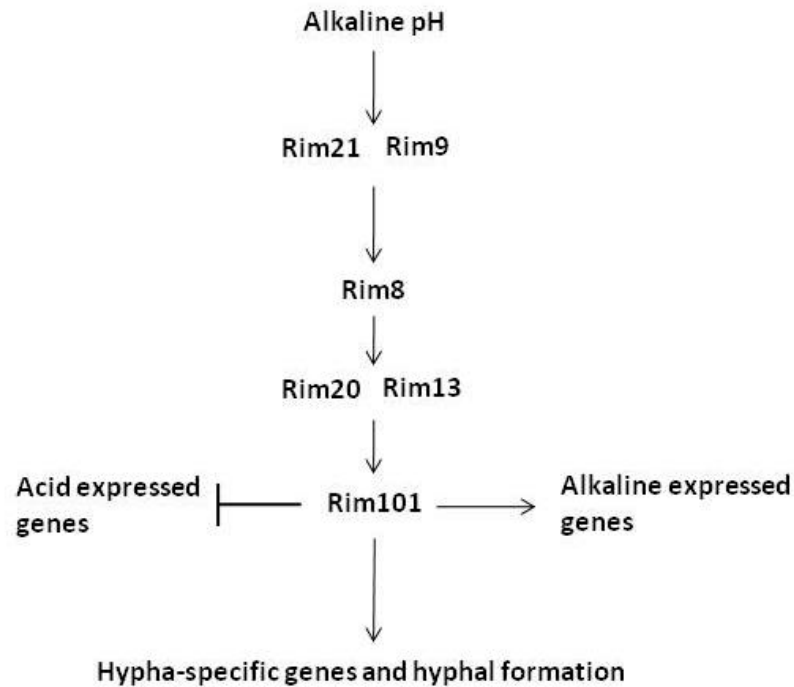 Alkaline pH
Rim21 Rim9
Rim8
Rim20 Rim13
Acid expressed
genes
Rim101
Alkaline expressed
genes
Hypha-specific genes and hyphal formation